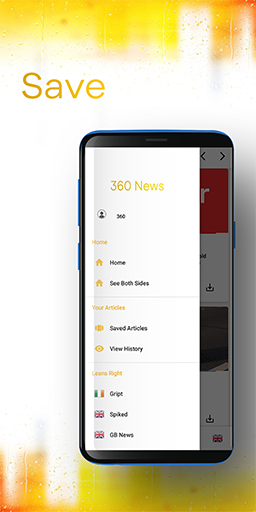 Save
360 News
360
Home
Home
See Both Sides
Your Articles
Saved Articles
View History
Leans Right
Gript
Spiked
GB News
r
old